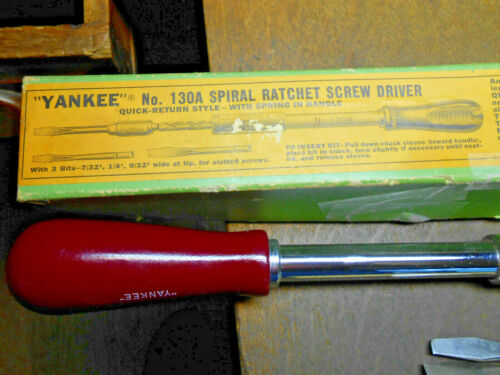 "YANKEE"® No. 130A SPIRAL RATCHET SCREW DRIVER
QUICK-RETURN STYLE - WITH SPRING IN HANDLE
With 3 Bits-7/32", 1/4", 9/32" wide at tip, for slotted screws.
TO INSERT BIT-Pull down chuck sleeve (toward handle),
place bit in chuck, turn slightly if necessary until seat-
ed, and release sleeve.
"YANKEE"